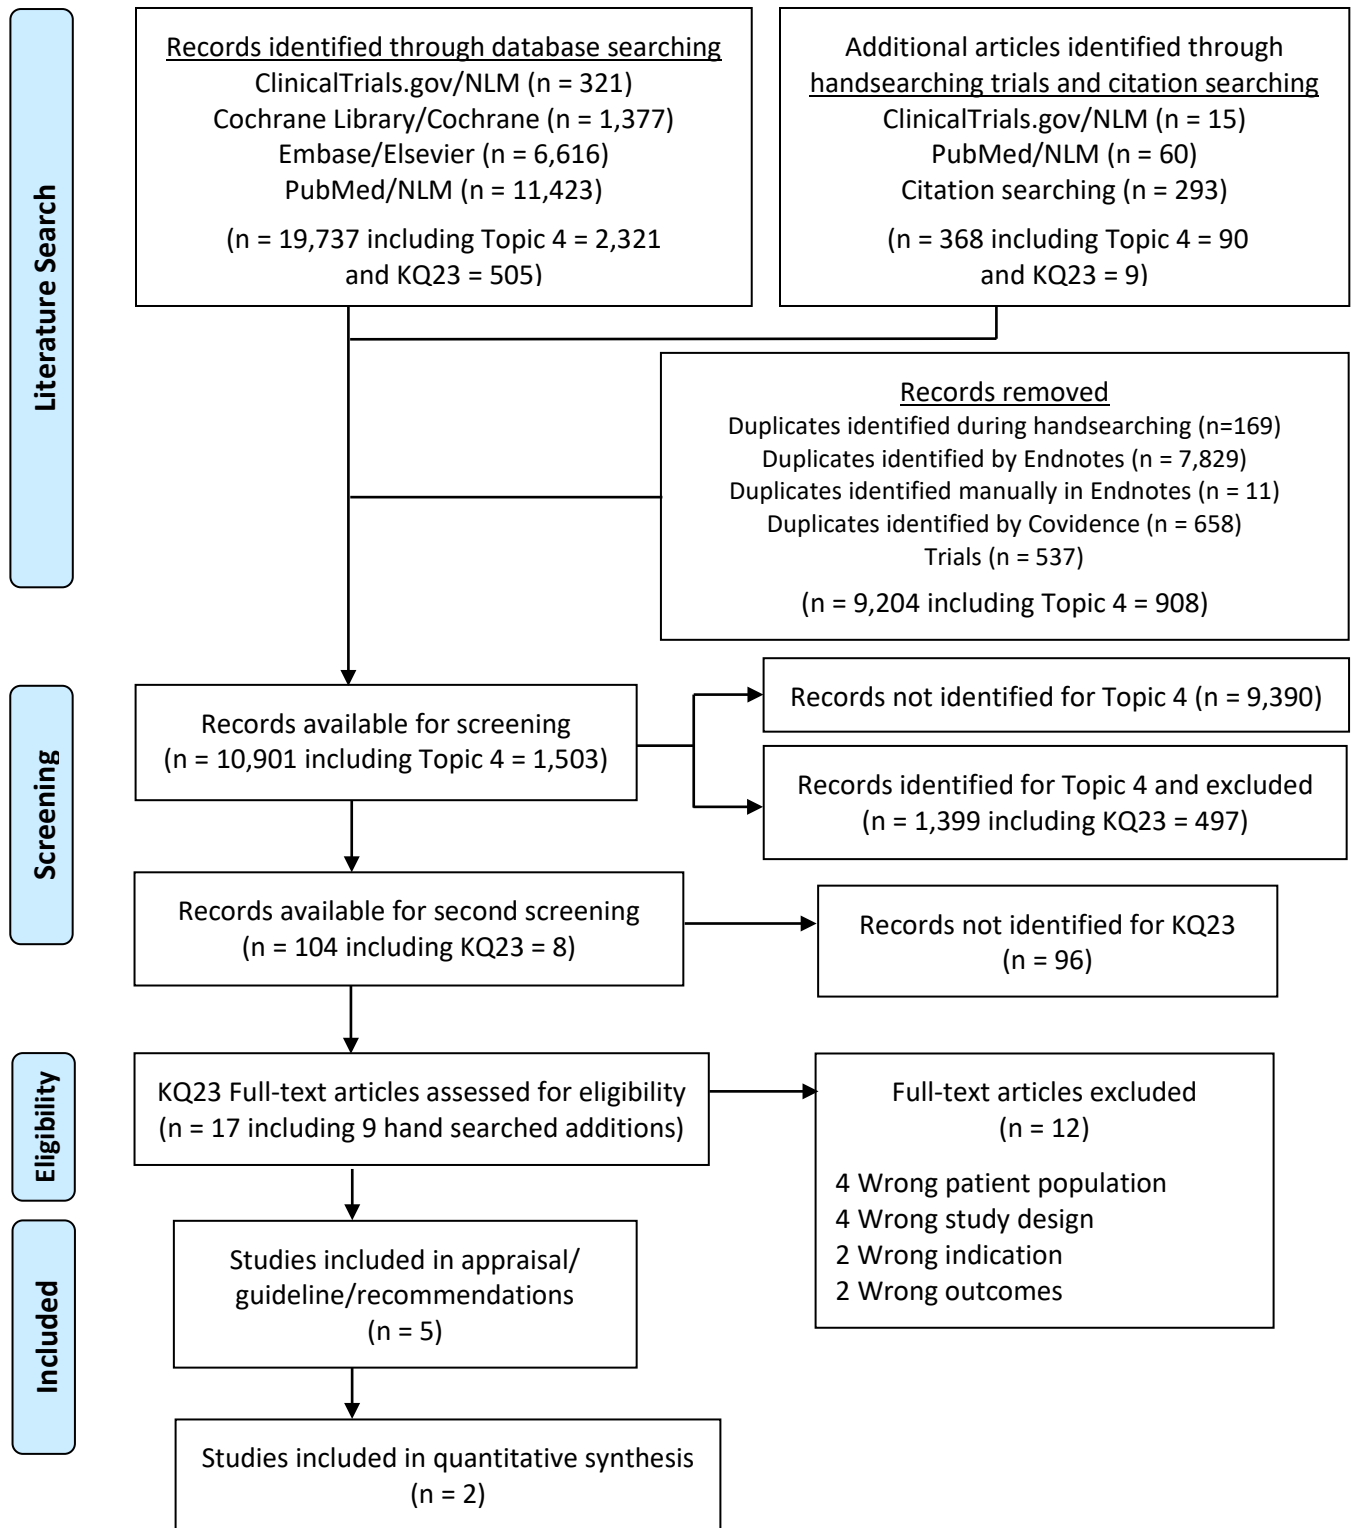 Literature Search
Records identified through database searching
ClinicalTrials.gov/NLM (n = 321)
Cochrane Library/Cochrane (n = 1,377)
Embase/Elsevier (n = 6,616)
PubMed/NLM (n = 11,423)
(n = 19,737 including Topic 4 = 2,321
and KQ23 = 505)
Additional articles identified through
handsearching trials and citation searching
ClinicalTrials.gov/NLM (n = 15)
PubMed/NLM (n = 60)
Citation searching (n = 293)
(n = 368 including Topic 4 = 90
and KQ23 = 9)
Records removed
Duplicates identified during handsearching (n=169)
Duplicates identified by Endnotes (n = 7,829)
Duplicates identified manually in Endnotes (n = 11)
Duplicates identified by Covidence (n = 658)
Trials (n = 537)
(n = 9,204 including Topic 4 = 908)
Screening
Records available for screening
(n = 10,901 including Topic 4 = 1,503)
Records not identified for Topic 4 (n = 9,390)
Records identified for Topic 4 and excluded
(n = 1,399 including KQ23 = 497)
Records available for second screening
(n = 104 including KQ23 = 8)
Records not identified for KQ23
(n = 96)
Eligibility
KQ23 Full-text articles assessed for eligibility
(n = 17 including 9 hand searched additions)
Full-text articles excluded
(n = 12)
4 Wrong patient population
4 Wrong study design
2 Wrong indication
2 Wrong outcomes
Included
Studies included in appraisal/
guideline/recommendations
(n = 5)
Studies included in quantitative synthesis
(n = 2)